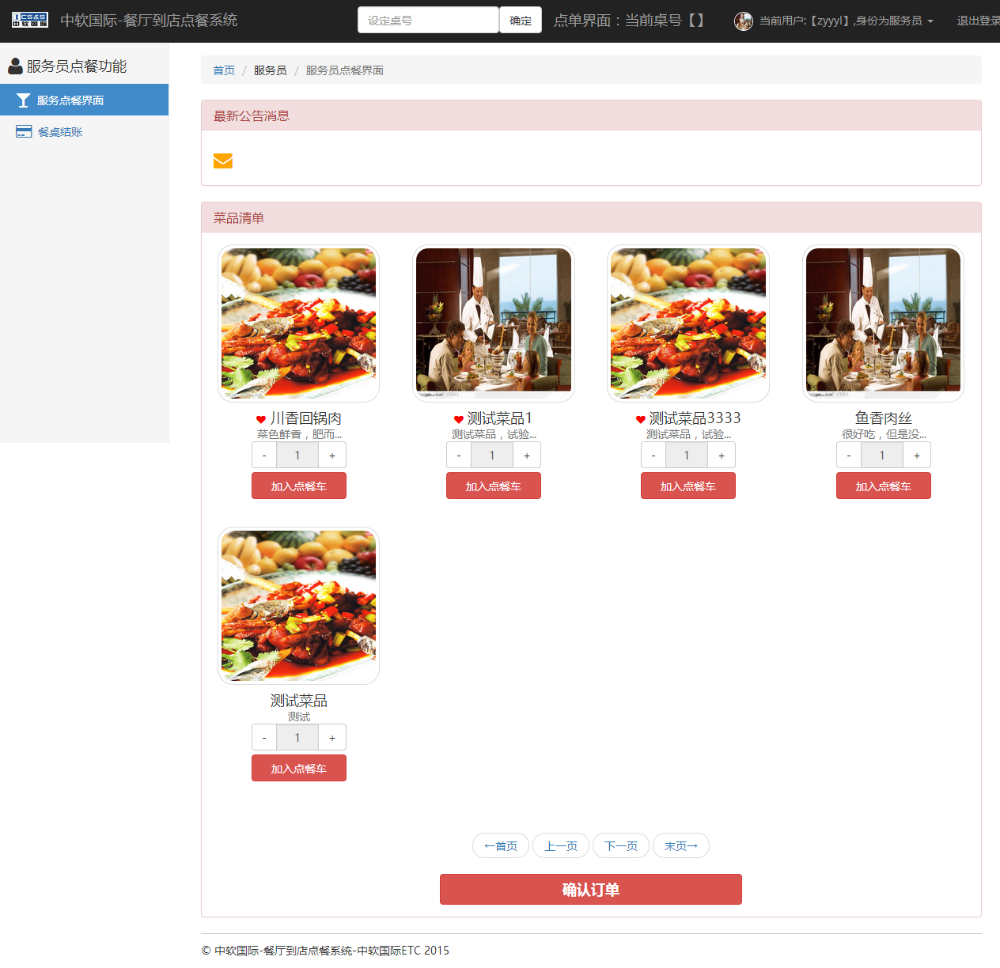 CS&S
中软国际
中软国际-餐厅到店点餐系统
设定桌号
确定
点单界面：当前桌号【】
当前用户:【zyyyl】,身份为服务员
退出登录
服务员点餐功能
服务点餐界面
餐桌结账
首页 / 服务员 / 服务员点餐界面
最新公告消息
菜品清单
川香回锅肉
菜色鲜香，肥而...
- 1 +
加入点餐车
测试菜品1
测试菜品，试验...
- 1 +
加入点餐车
测试菜品3333
测试菜品，试验...
- 1 +
加入点餐车
鱼香肉丝
很好吃，但是没...
- 1 +
加入点餐车
测试菜品
测试
- 1 +
加入点餐车
←首页 上一页 下一页 末页→
确认订单
© 中软国际-餐厅到店点餐系统-中软国际ETC 2015